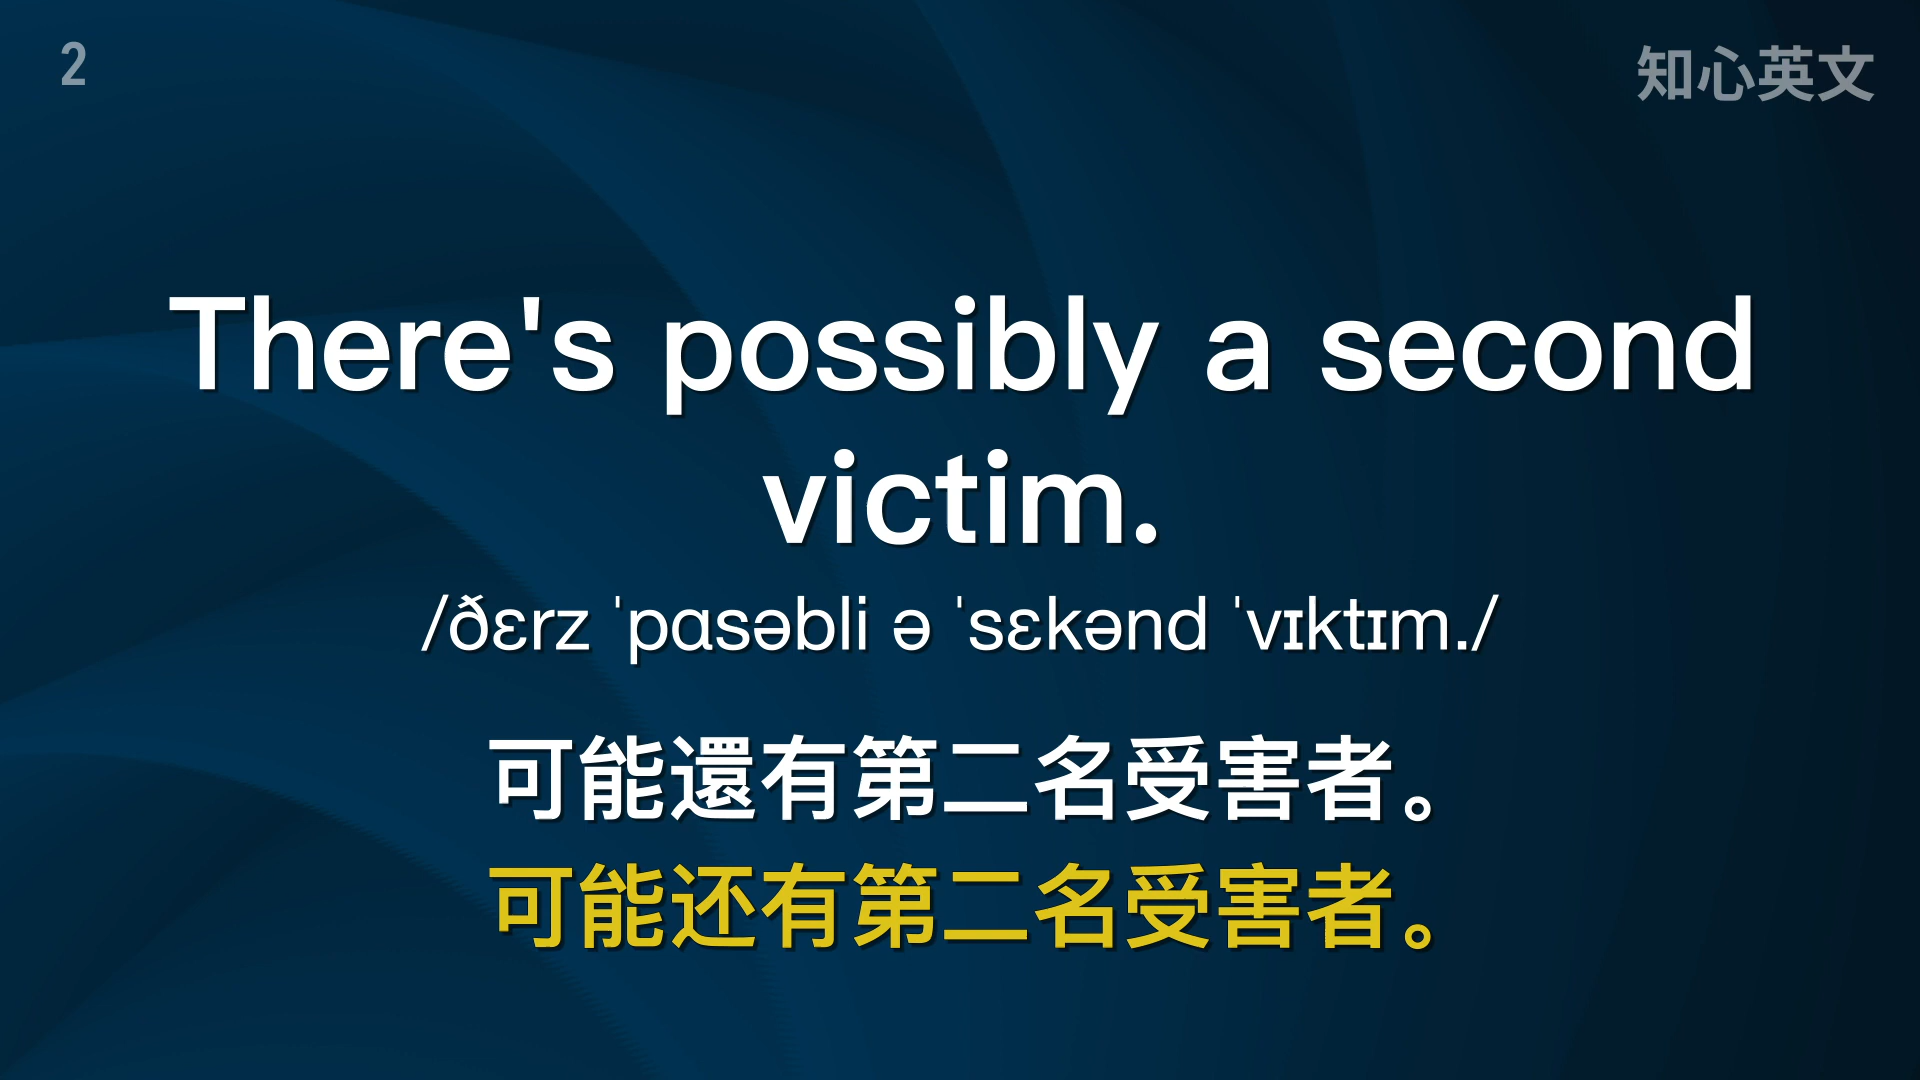 2
知心英文
There's possibly a second
victim.
/ðɛrz ˈpɑsəbli ə ˈsɛkənd ˈvɪktɪm./
可能還有第二名受害者。
可能还有第二名受害者。